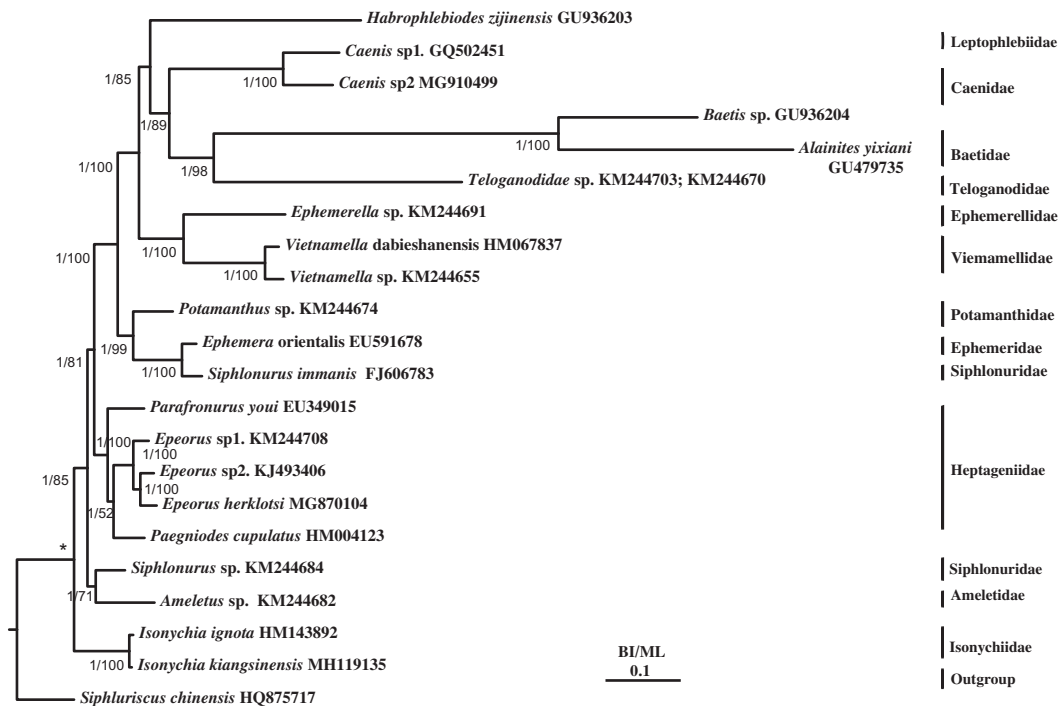 Habrophlebiodes zijinensis GU936203
Caenis sp1. GQ502451
Leptophlebiidae
1/85
1/100
Caenis sp2 MG910499
Caenidae
Baetis sp. GU936204
1/89
1/100
Alainites yixiani
GU479735
Baetidae
1/100
1/98
Teloganodidae sp. KM244703; KM244670
Teloganodidae
Ephemerella sp. KM244691
Ephemerellidae
1/100
1/100
Vietnamella dabieshanensis HM067837
Viemamellidae
1/100
Vietnamella sp. KM244655
Potamanthus sp. KM244674
Potamanthidae
1/99
Ephemera orientalis EU591678
Ephemeridae
1/81
1/100
Siphlonurus immanis FJ606783
Siphlonuridae
Parafronurus youi EU349015
1/100
Epeorus sp1. KM244708
1/100
Epeorus sp2. KJ493406
Heptageniidae
1/85
1/100
Epeorus herklotsi MG870104
1/52
Paegniodes cupulatus HM004123
*
Siphlonurus sp. KM244684
Siphlonuridae
1/71
Ameletus sp. KM244682
Ameletidae
Isonychia ignota HM143892
Isonychiidae
1/100
Isonychia kiangsinensis MH119135
BI/ML
0.1
Outgroup
Siphluriscus chinensis HQ875717